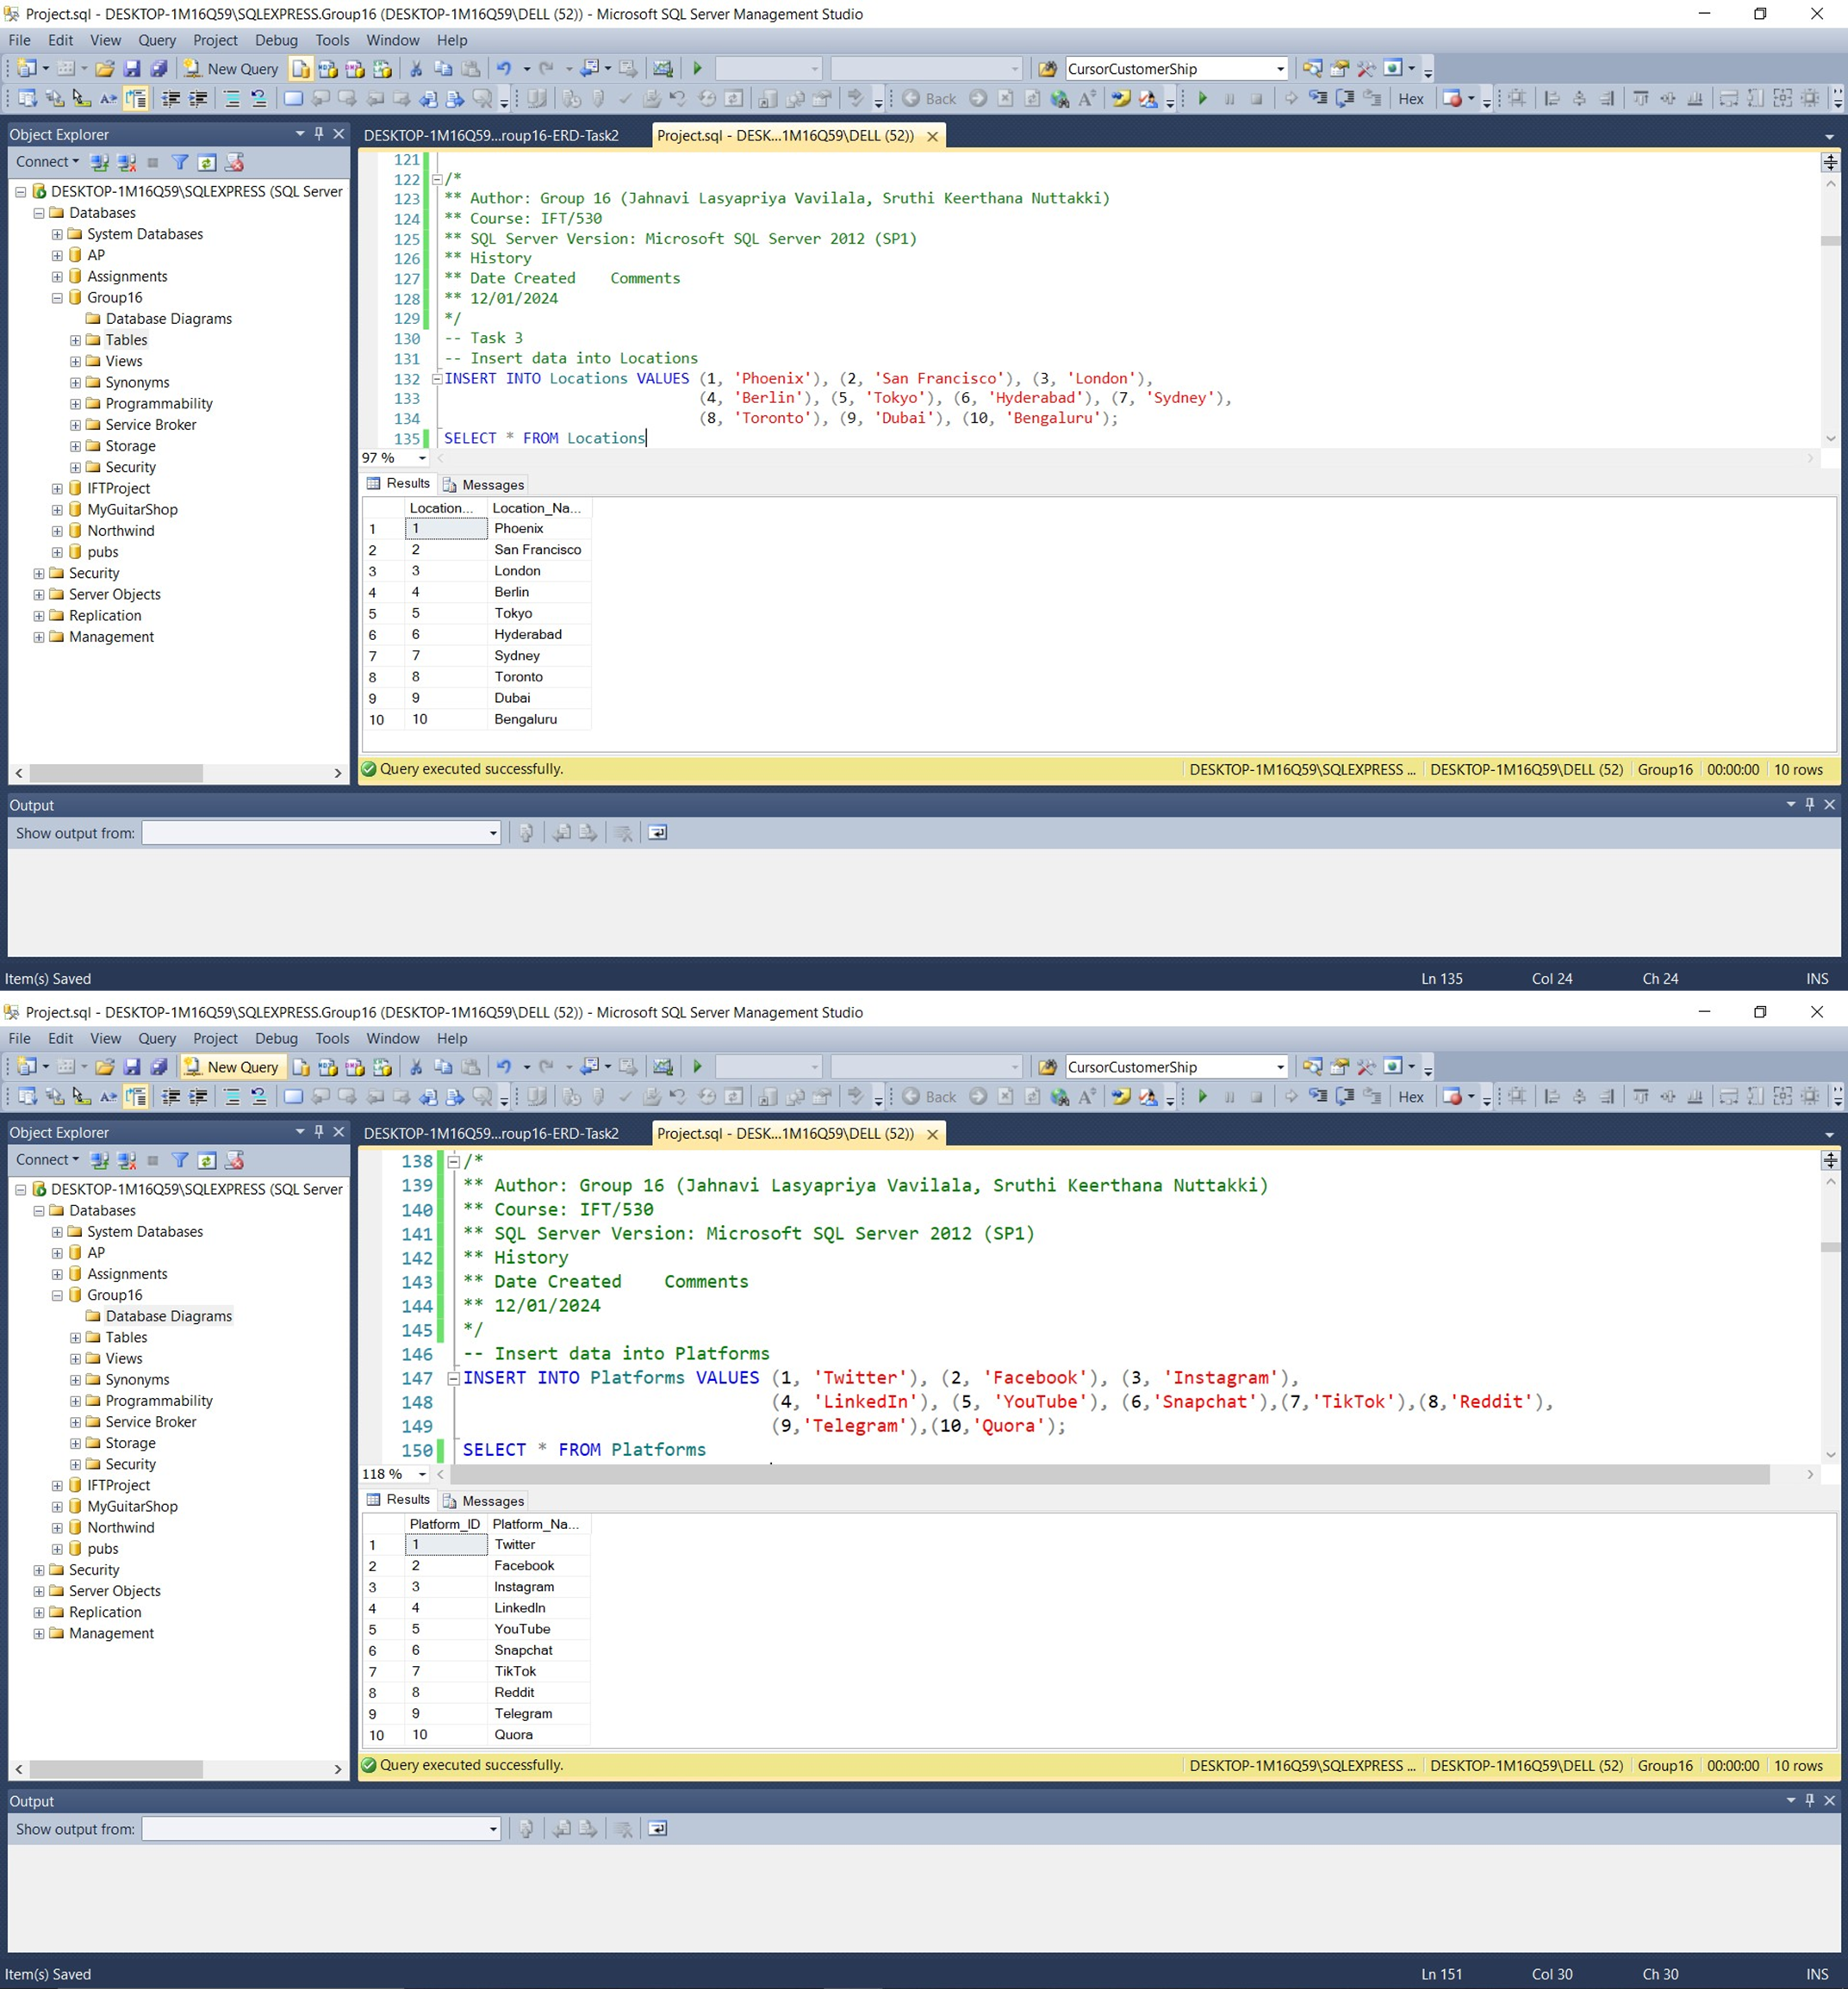 Project.sql - DESKTOP-1M16Q59\SQLEXPRESS.Group16 (DESKTOP-1M16Q59\DELL (52)) - Microsoft SQL Server Management Studio
File Edit View Query Project Debug Tools Window Help
New Query CursorCustomerShip
Back Hex
Object Explorer
Connect
DESKTOP-1M16Q59\SQLEXPRESS (SQL Server
Databases
System Databases
AP
Assignments
Group16
Database Diagrams
Tables
Views
Synonyms
Programmability
Service Broker
Storage
Security
IFTProject
MyGuitarShop
Northwind
pubs
Security
Server Objects
Replication
Management
DESKTOP-1M16Q59...roup16-ERD-Task2 Project.sql - DESK...1M16Q59\DELL (52))
121
122 /*
123 ** Author: Group 16 (Jahnavi Lasyapriya Vavilala, Sruthi Keerthana Nuttakki)
124 ** Course: IFT/530
125 ** SQL Server Version: Microsoft SQL Server 2012 (SP1)
126 ** History
127 ** Date Created Comments
128 ** 12/01/2024
129 */
130 -- Task 3
131 -- Insert data into Locations
132 INSERT INTO Locations VALUES (1, 'Phoenix'), (2, 'San Francisco'), (3, 'London'),
133 (4, 'Berlin'), (5, 'Tokyo'), (6, 'Hyderabad'), (7, 'Sydney'),
134 (8, 'Toronto'), (9, 'Dubai'), (10, 'Bengaluru');
135 SELECT * FROM Locations
97 %
Results Messages
Location... Location_Na...
1 1 Phoenix
2 2 San Francisco
3 3 London
4 4 Berlin
5 5 Tokyo
6 6 Hyderabad
7 7 Sydney
8 8 Toronto
9 9 Dubai
10 10 Bengaluru
Query executed successfully. DESKTOP-1M16Q59\SQLEXPRESS ... DESKTOP-1M16Q59\DELL (52) Group16 00:00:00 10 rows
Output
Show output from:
Item(s) Saved Ln 135 Col 24 Ch 24 INS
Project.sql - DESKTOP-1M16Q59\SQLEXPRESS.Group16 (DESKTOP-1M16Q59\DELL (52)) - Microsoft SQL Server Management Studio
File Edit View Query Project Debug Tools Window Help
New Query CursorCustomerShip
Back Hex
Object Explorer
Connect
DESKTOP-1M16Q59\SQLEXPRESS (SQL Server
Databases
System Databases
AP
Assignments
Group16
Database Diagrams
Tables
Views
Synonyms
Programmability
Service Broker
Storage
Security
IFTProject
MyGuitarShop
Northwind
pubs
Security
Server Objects
Replication
Management
DESKTOP-1M16Q59...roup16-ERD-Task2 Project.sql - DESK...1M16Q59\DELL (52))
138 /*
139 ** Author: Group 16 (Jahnavi Lasyapriya Vavilala, Sruthi Keerthana Nuttakki)
140 ** Course: IFT/530
141 ** SQL Server Version: Microsoft SQL Server 2012 (SP1)
142 ** History
143 ** Date Created Comments
144 ** 12/01/2024
145 */
146 -- Insert data into Platforms
147 INSERT INTO Platforms VALUES (1, 'Twitter'), (2, 'Facebook'), (3, 'Instagram'),
148 (4, 'LinkedIn'), (5, 'YouTube'), (6,'Snapchat'),(7,'TikTok'),(8,'Reddit'),
149 (9,'Telegram'),(10,'Quora');
150 SELECT * FROM Platforms
118 %
Results Messages
Platform_ID Platform_Na...
1 1 Twitter
2 2 Facebook
3 3 Instagram
4 4 LinkedIn
5 5 YouTube
6 6 Snapchat
7 7 TikTok
8 8 Reddit
9 9 Telegram
10 10 Quora
Query executed successfully. DESKTOP-1M16Q59\SQLEXPRESS ... DESKTOP-1M16Q59\DELL (52) Group16 00:00:00 10 rows
Output
Show output from:
Item(s) Saved Ln 151 Col 30 Ch 30 INS